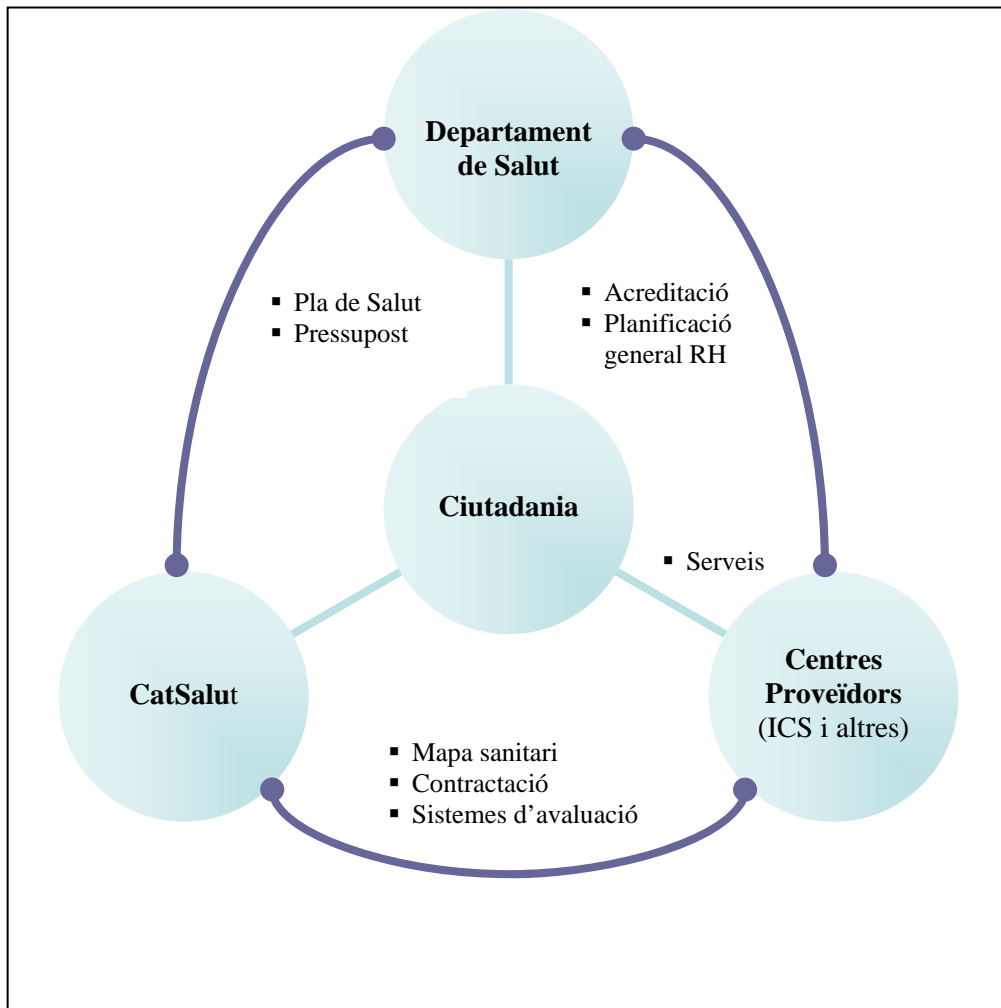 Departament
de Salut
▪ Pla de Salut
▪ Pressupost
▪ Acreditació
▪ Planificació
general RH
Ciutadania
▪ Serveis
CatSalut
Centres
Proveïdors
(ICS i altres)
▪ Mapa sanitari
▪ Contractació
▪ Sistemes d’avaluació